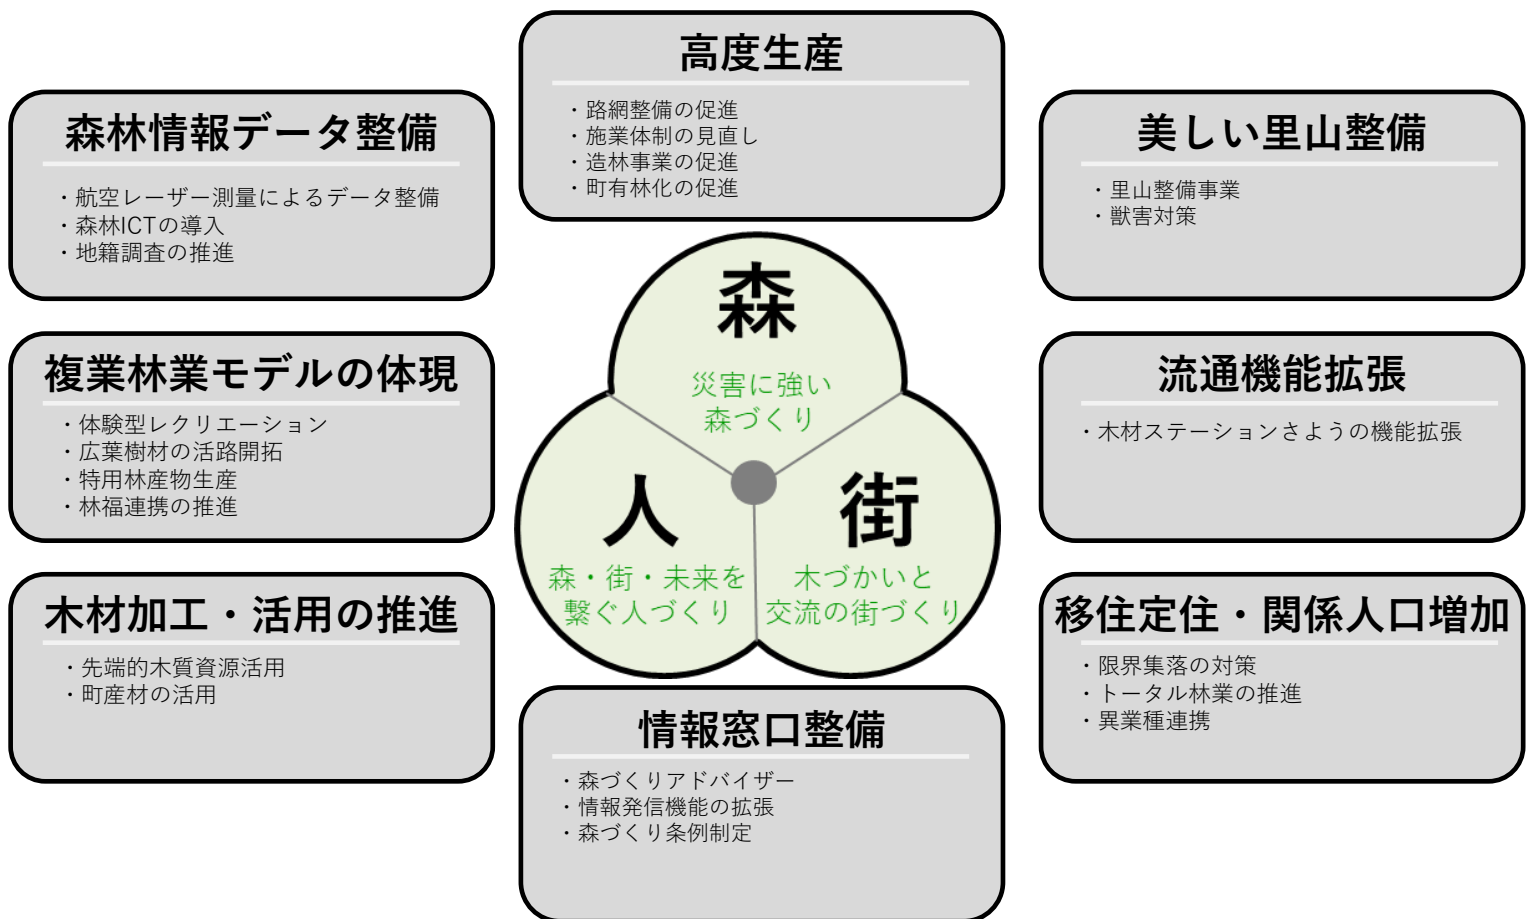 高度生産
・路網整備の促進
・施業体制の見直し
・造林事業の促進
・町有林化の促進
森林情報データ整備
・航空レーザー測量によるデータ整備
・森林ICTの導入
・地籍調査の推進
美しい里山整備
・里山整備事業
・獣害対策
森
災害に強い
森づくり
人
森・街・未来を
繋ぐ人づくり
街
木づかいと
交流の街づくり
複業林業モデルの体現
・体験型レクリエーション
・広葉樹材の活路開拓
・特用林産物生産
・林福連携の推進
流通機能拡張
・木材ステーションさようの機能拡張
木材加工・活用の推進
・先端的木質資源活用
・町産材の活用
移住定住・関係人口増加
・限界集落の対策
・トータル林業の推進
・異業種連携
情報窓口整備
・森づくりアドバイザー
・情報発信機能の拡張
・森づくり条例制定